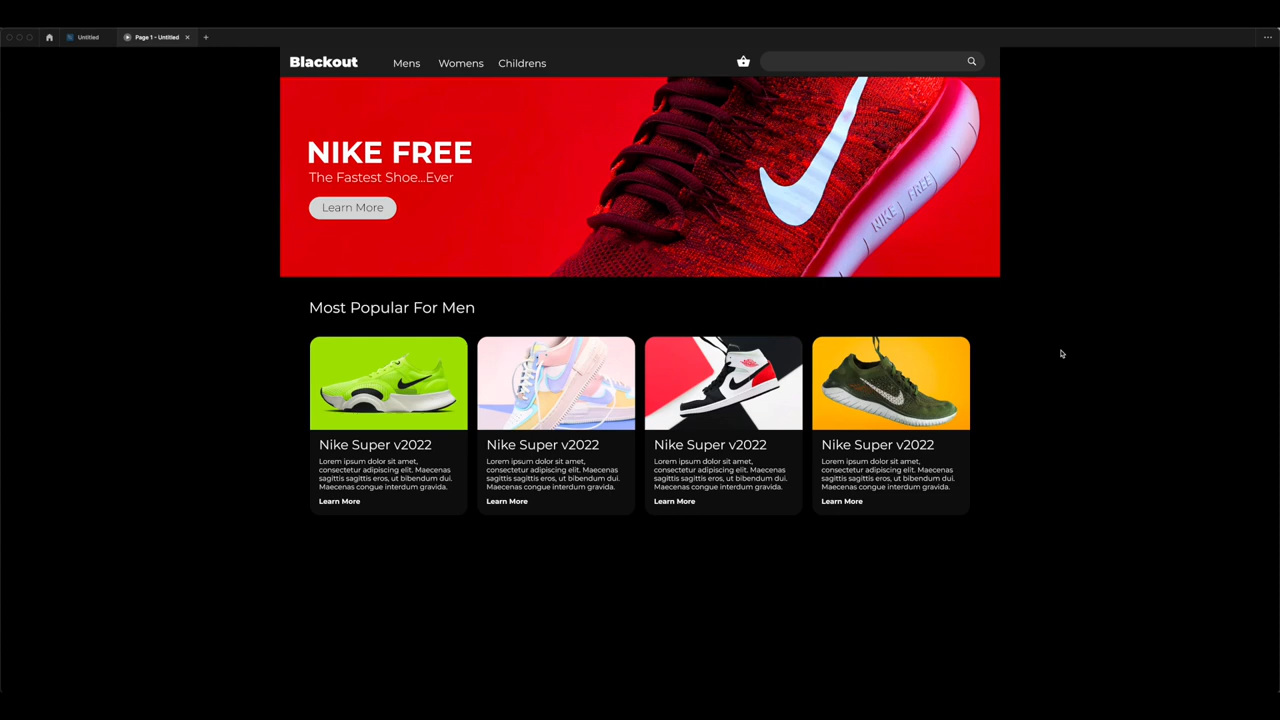 Untitled
Page 1 - Untitled
Blackout
Mens
Womens
Childrens
NIKE FREE
The Fastest Shoe...Ever
Learn More
NIKE FREE
Most Popular For Men
Nike Super v2022
Lorem ipsum dolor sit amet,
consectetur adipiscing elit. Maecenas
sagittis sagittis eros, ut bibendum dui.
Maecenas congue interdum gravida.
Learn More
Nike Super v2022
Lorem ipsum dolor sit amet,
consectetur adipiscing elit. Maecenas
sagittis sagittis eros, ut bibendum dui.
Maecenas congue interdum gravida.
Learn More
Nike Super v2022
Lorem ipsum dolor sit amet,
consectetur adipiscing elit. Maecenas
sagittis sagittis eros, ut bibendum dui.
Maecenas congue interdum gravida.
Learn More
Nike Super v2022
Lorem ipsum dolor sit amet,
consectetur adipiscing elit. Maecenas
sagittis sagittis eros, ut bibendum dui.
Maecenas congue interdum gravida.
Learn More